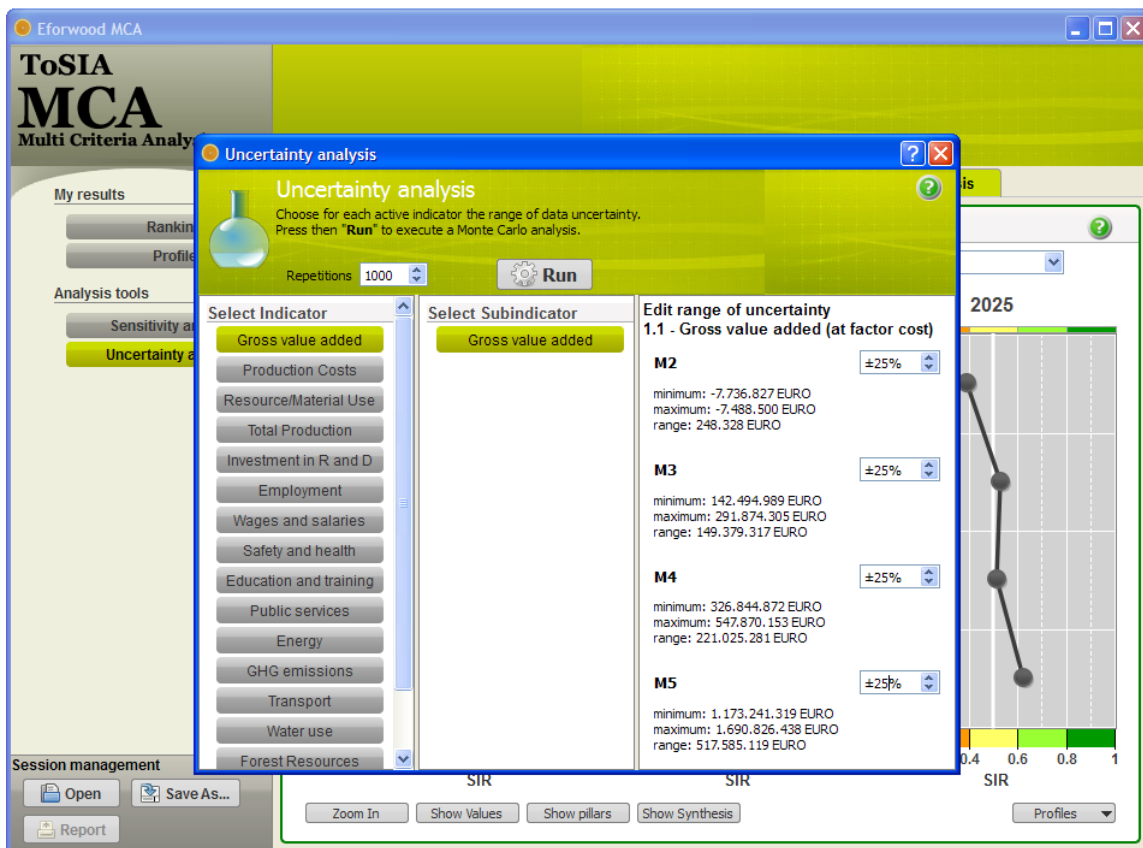 Eforwood MCA
ToSIA
MCA
Multi Criteria Analys
My results
Rankin
Profile
Analysis tools
Sensitivity a
Uncertainty a
Session management
Open
Save As...
Report
Uncertainty analysis
Uncertainty analysis
Choose for each active indicator the range of data uncertainty.
Press then "Run" to execute a Monte Carlo analysis.
Repetitions 1000
Run
Select Indicator
Gross value added
Production Costs
Resource/Material Use
Total Production
Investment in R and D
Employment
Wages and salaries
Safety and health
Education and training
Public services
Energy
GHG emissions
Transport
Water use
Forest Resources
Select Subindicator
Gross value added
Edit range of uncertainty
1.1 - Gross value added (at factor cost)
M2 ±25%
minimum: -7.736.827 EURO
maximum: -7.488.500 EURO
range: 248.328 EURO
M3 ±25%
minimum: 142.494.989 EURO
maximum: 291.874.305 EURO
range: 149.379.317 EURO
M4 ±25%
minimum: 326.844.872 EURO
maximum: 547.870.153 EURO
range: 221.025.281 EURO
M5 ±25%
minimum: 1.173.241.319 EURO
maximum: 1.690.826.438 EURO
range: 517.585.119 EURO
is
2025
0.4 0.6 0.8 1
SIR SIR SIR
Zoom In
Show Values
Show pillars
Show Synthesis
Profiles